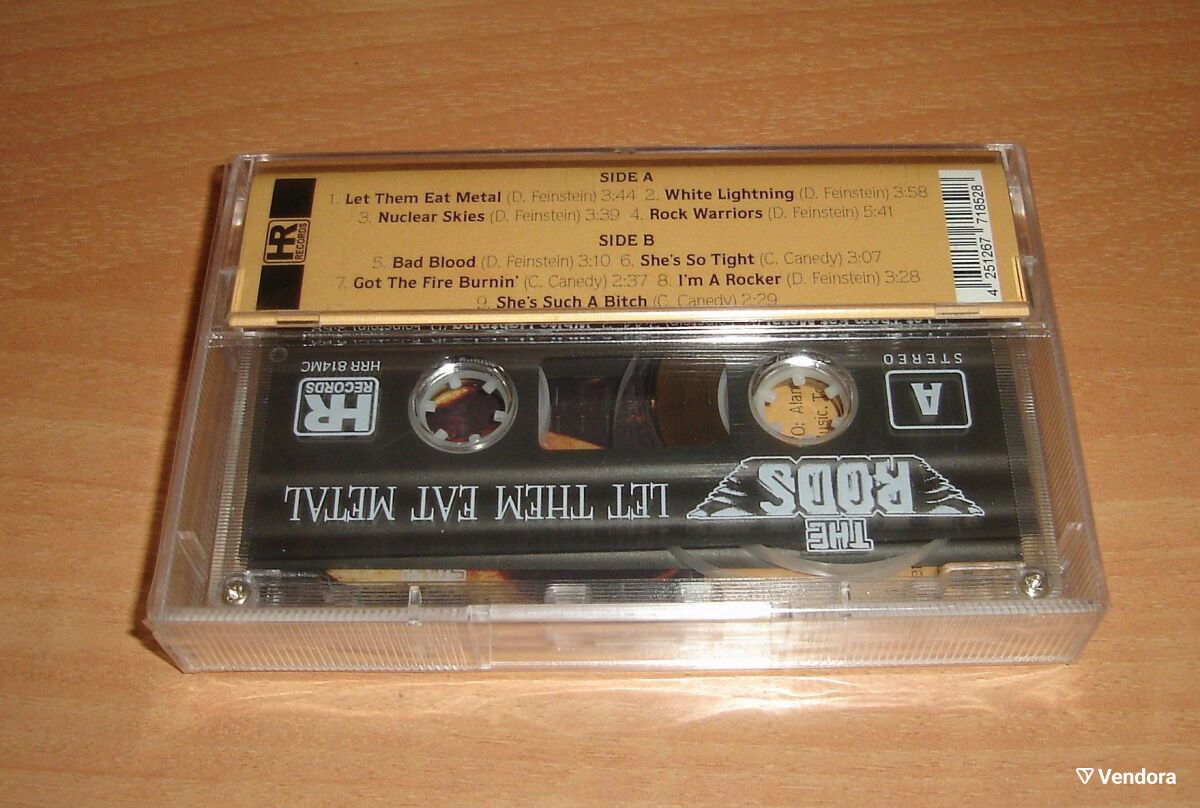 SIDE A
1. Let Them Eat Metal (D. Feinstein) 3:44 2. White Lightning (D. Feinstein) 3:58
3. Nuclear Skies (D. Feinstein) 3:39 4. Rock Warriors (D. Feinstein) 5:41
SIDE B
5. Bad Blood (D. Feinstein) 3:10 6. She's So Tight (C. Canedy) 3:07
7. Got The Fire Burnin' (C. Canedy) 2:37 8. I'm A Rocker (D. Feinstein) 3:28
9. She's Such A Bitch (C. Canedy) 2:29
HR
RECORDS
4 251267 718528
THE
RODS
LET THEM EAT METAL
A
STEREO
HR
RECORDS
HRR 814MC
Vendora